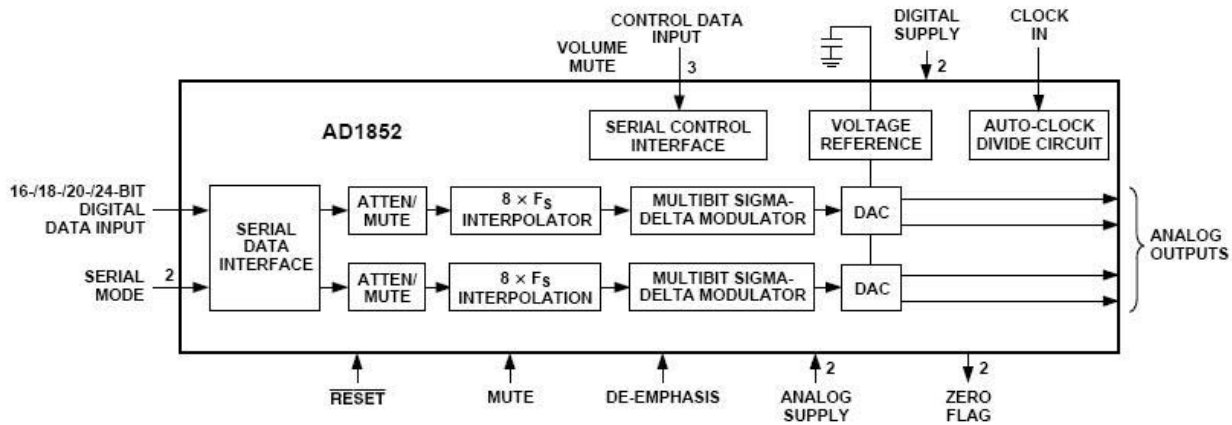 CONTROL DATA
INPUT
VOLUME
MUTE
3
DIGITAL
SUPPLY
2
CLOCK
IN
AD1852
SERIAL CONTROL
INTERFACE
VOLTAGE
REFERENCE
AUTO-CLOCK
DIVIDE CIRCUIT
16-/18-/20-/24-BIT
DIGITAL
DATA INPUT
SERIAL
MODE
2
SERIAL
DATA
INTERFACE
ATTEN/
MUTE
8 × FS
INTERPOLATOR
MULTIBIT SIGMA-
DELTA MODULATOR
DAC
ATTEN/
MUTE
8 × FS
INTERPOLATION
MULTIBIT SIGMA-
DELTA MODULATOR
DAC
ANALOG
OUTPUTS
RESET
MUTE
DE-EMPHASIS
2
ANALOG
SUPPLY
2
ZERO
FLAG